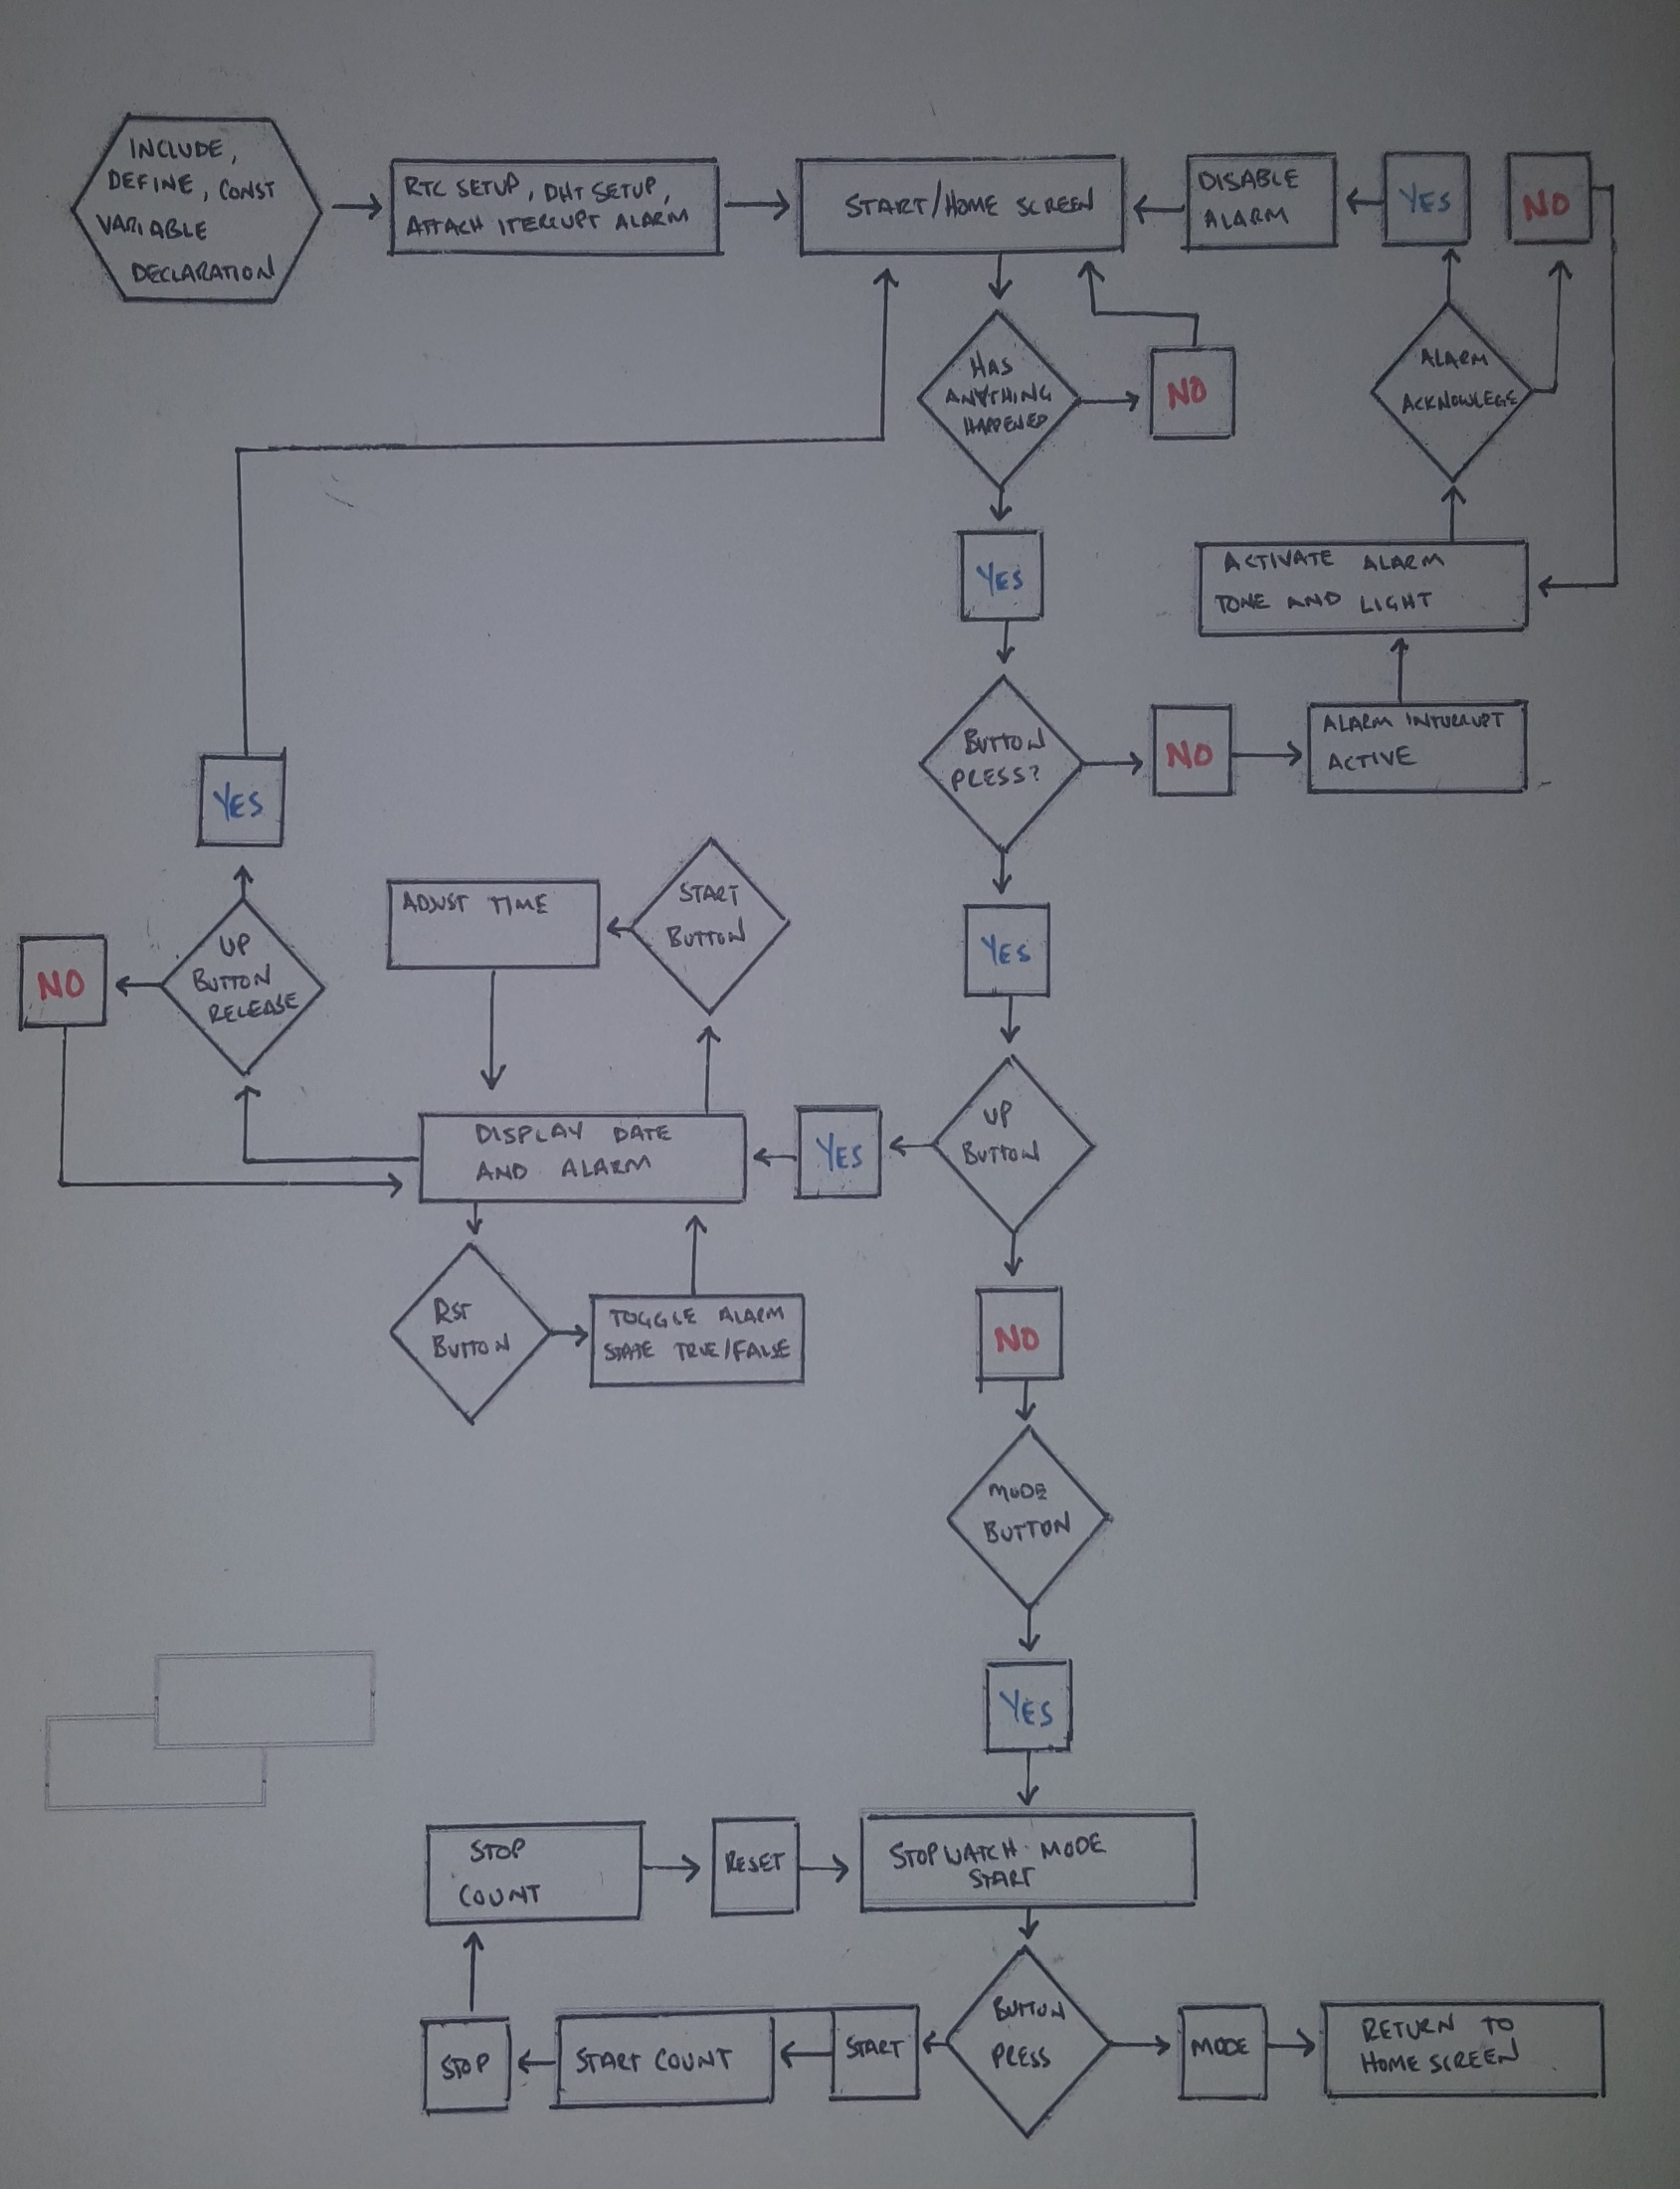 INCLUDE,
DEFINE, CONST
VARIABLE
DECLARATION
RTC SETUP, DHT SETUP,
ATTACH ITERRUPT ALARM
START/HOME SCREEN
DISABLE
ALARM
YES
NO
HAS
ANYTHING
HAPPENED
NO
ALARM
ACKNOWLEGE
YES
ACTIVATE ALARM
TONE AND LIGHT
BUTTON
PRESS?
NO
ALARM INTURRUPT
ACTIVE
YES
YES
UP
BUTTON
RELEASE
NO
ADJUST TIME
START
BUTTON
DISPLAY DATE
AND ALARM
YES
UP
BUTTON
RST
BUTTON
TOGGLE ALARM
STATE TRUE/FALSE
NO
MODE
BUTTON
YES
STOP
COUNT
RESET
STOPWATCH MODE
START
STOP
START COUNT
START
BUTTON
PRESS
MODE
RETURN TO
HOME SCREEN